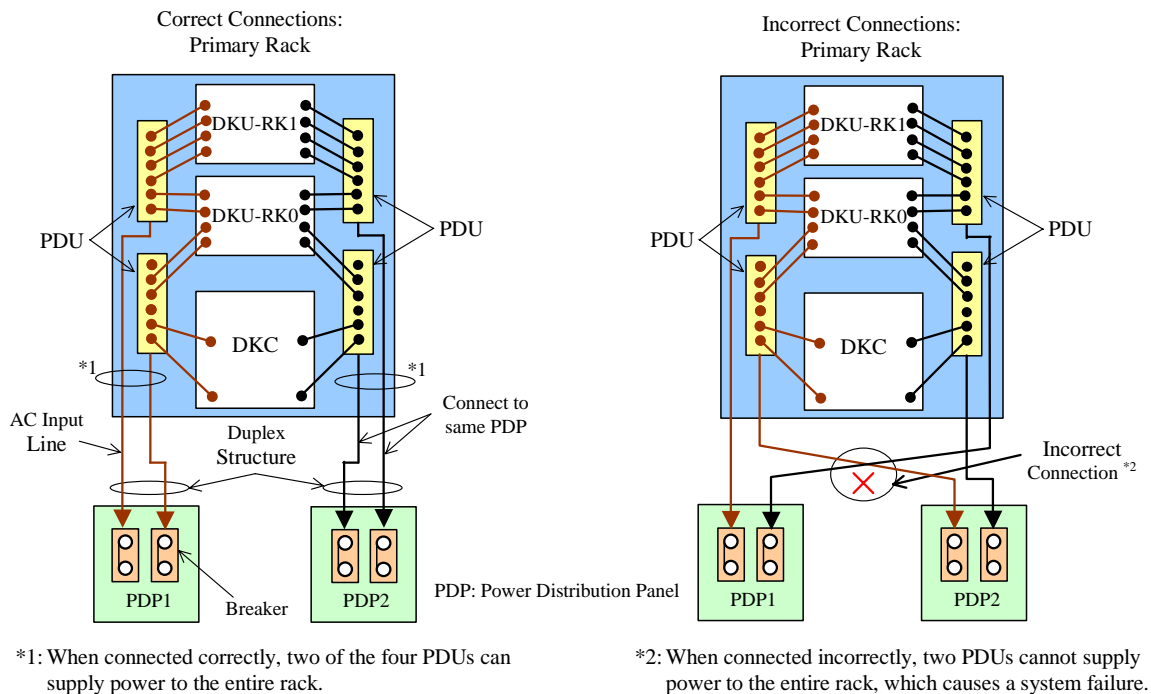 Correct Connections:
Primary Rack
DKU-RK1
DKU-RK0
PDU
PDU
DKC
*1
*1
AC Input
Line
Duplex
Structure
Connect to
same PDP
PDP1
Breaker
PDP2
PDP: Power Distribution Panel
*1: When connected correctly, two of the four PDUs can
supply power to the entire rack.
Incorrect Connections:
Primary Rack
DKU-RK1
DKU-RK0
PDU
PDU
DKC
Incorrect
Connection *2
PDP1
PDP2
*2: When connected incorrectly, two PDUs cannot supply
power to the entire rack, which causes a system failure.